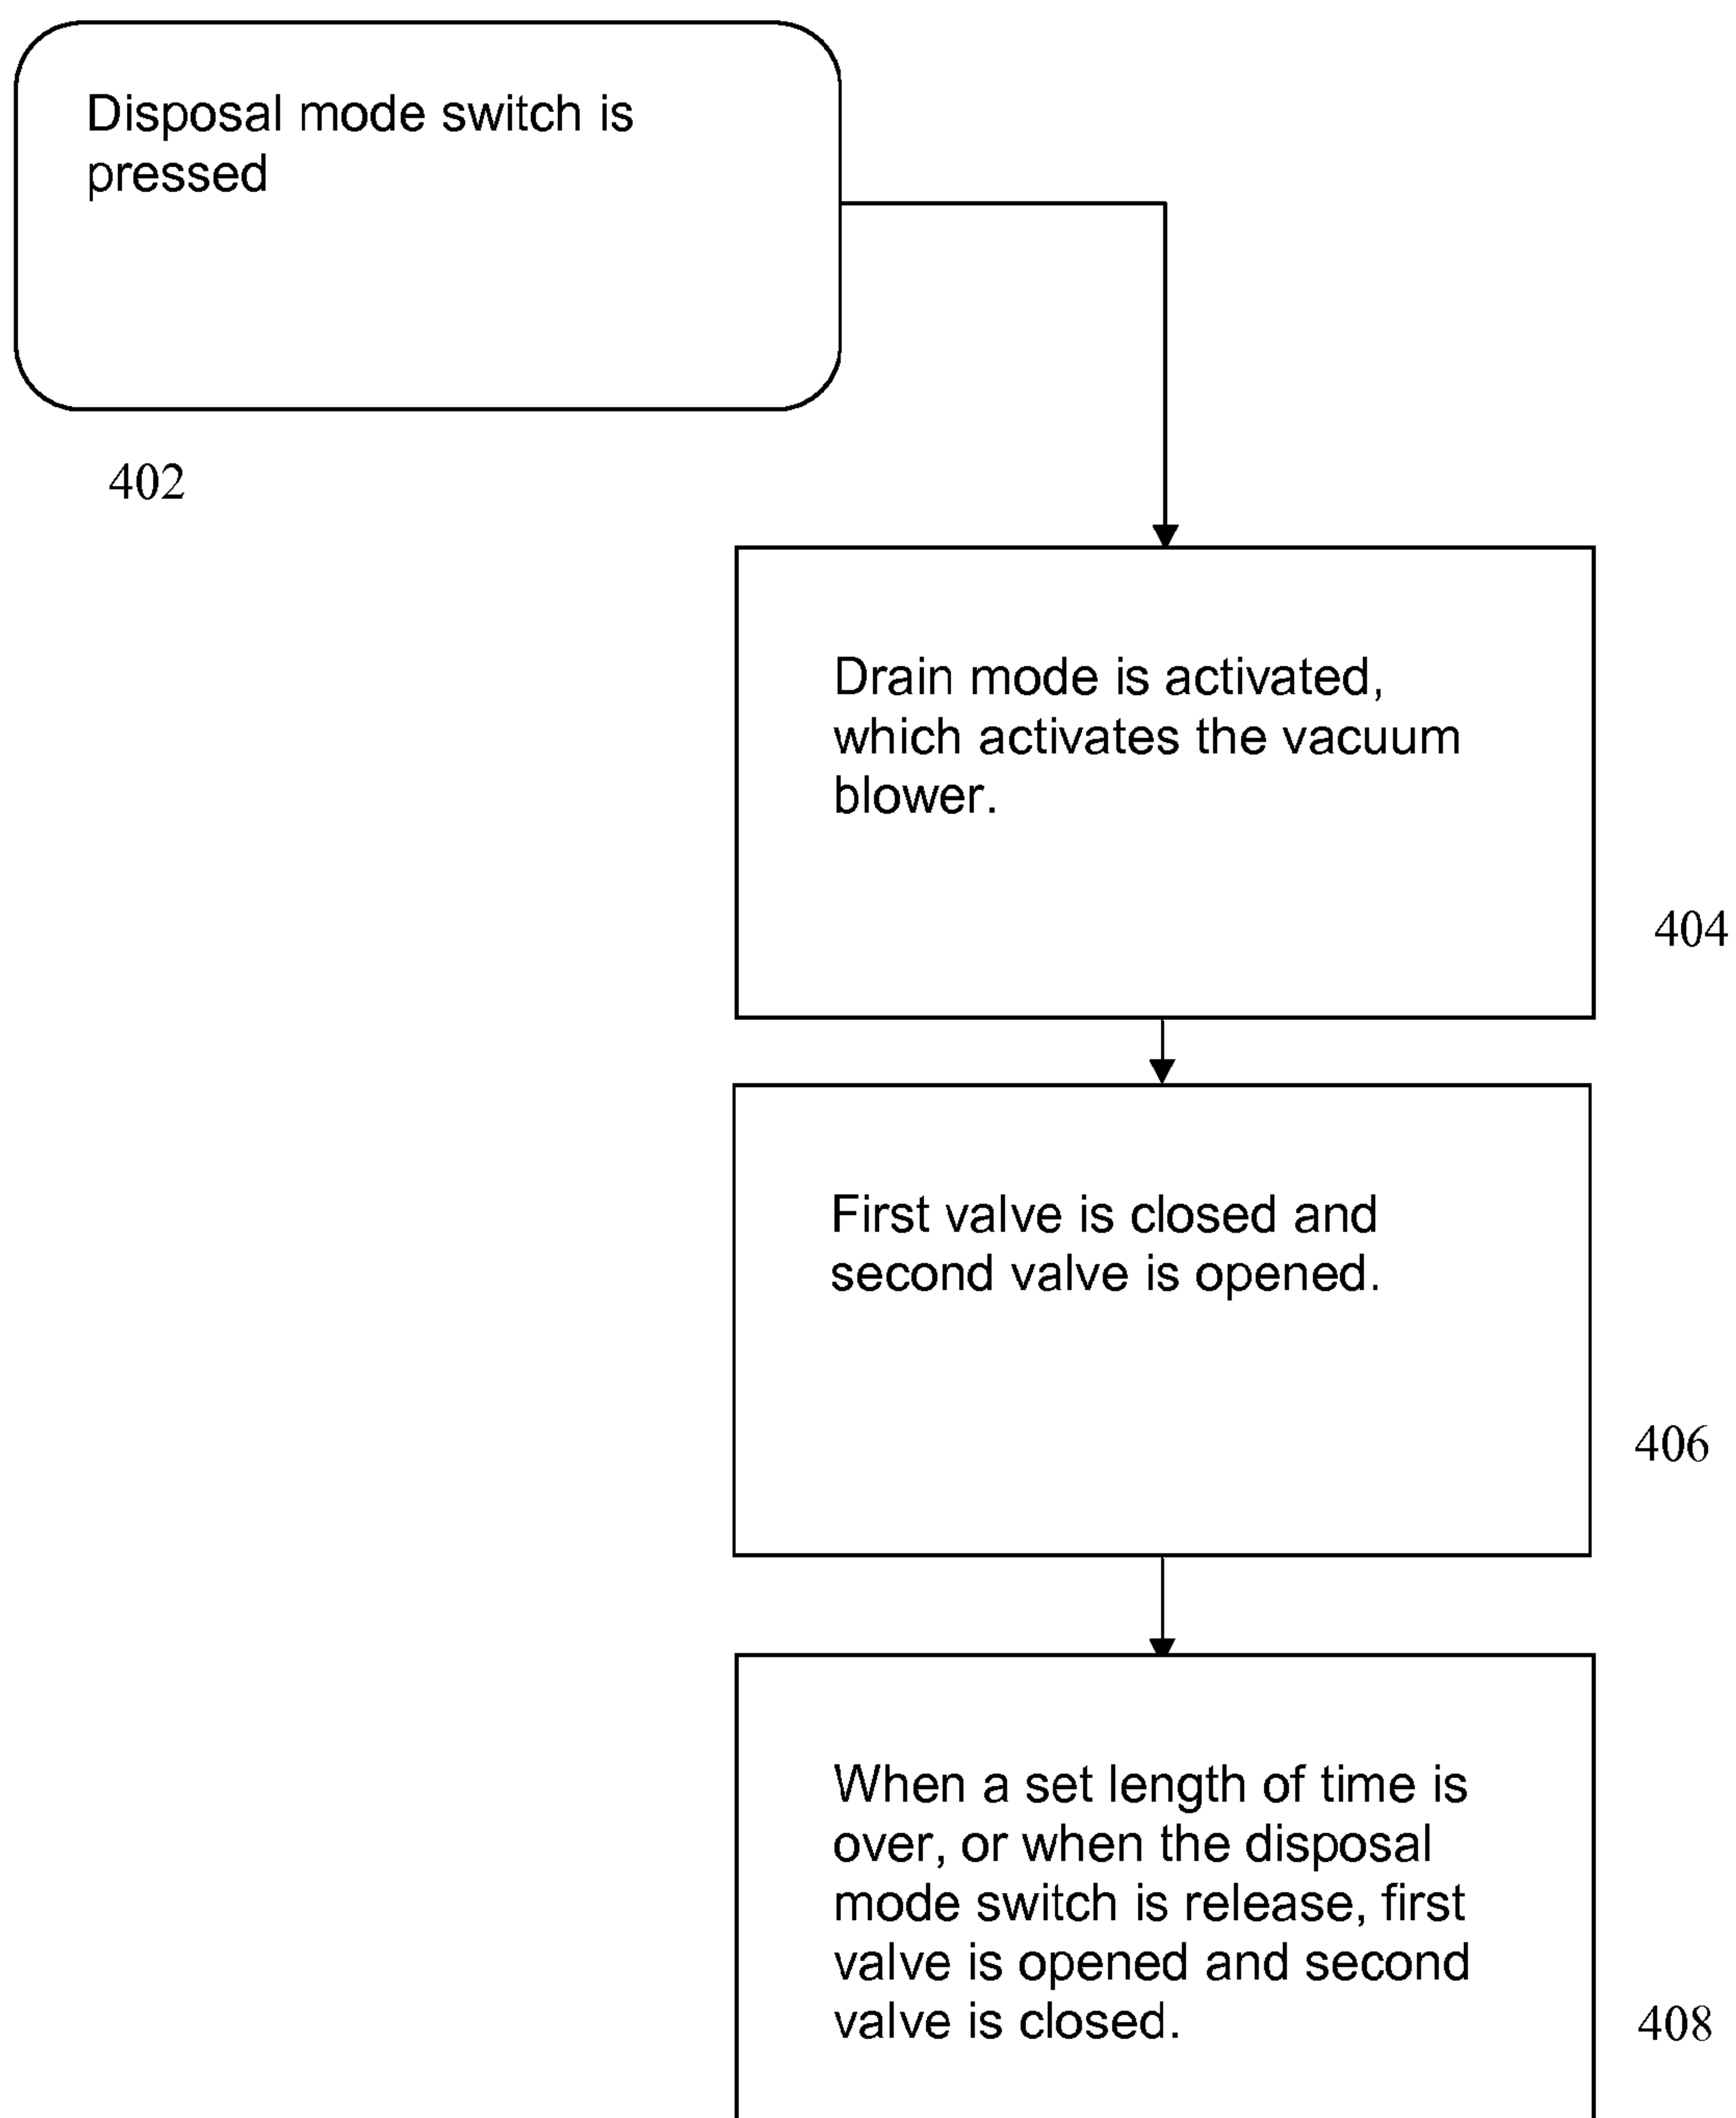 Disposal mode switch is
pressed
402
Drain mode is activated,
which activates the vacuum
blower.
404
First valve is closed and
second valve is opened.
406
When a set length of time is
over, or when the disposal
mode switch is release, first
valve is opened and second
valve is closed.
408